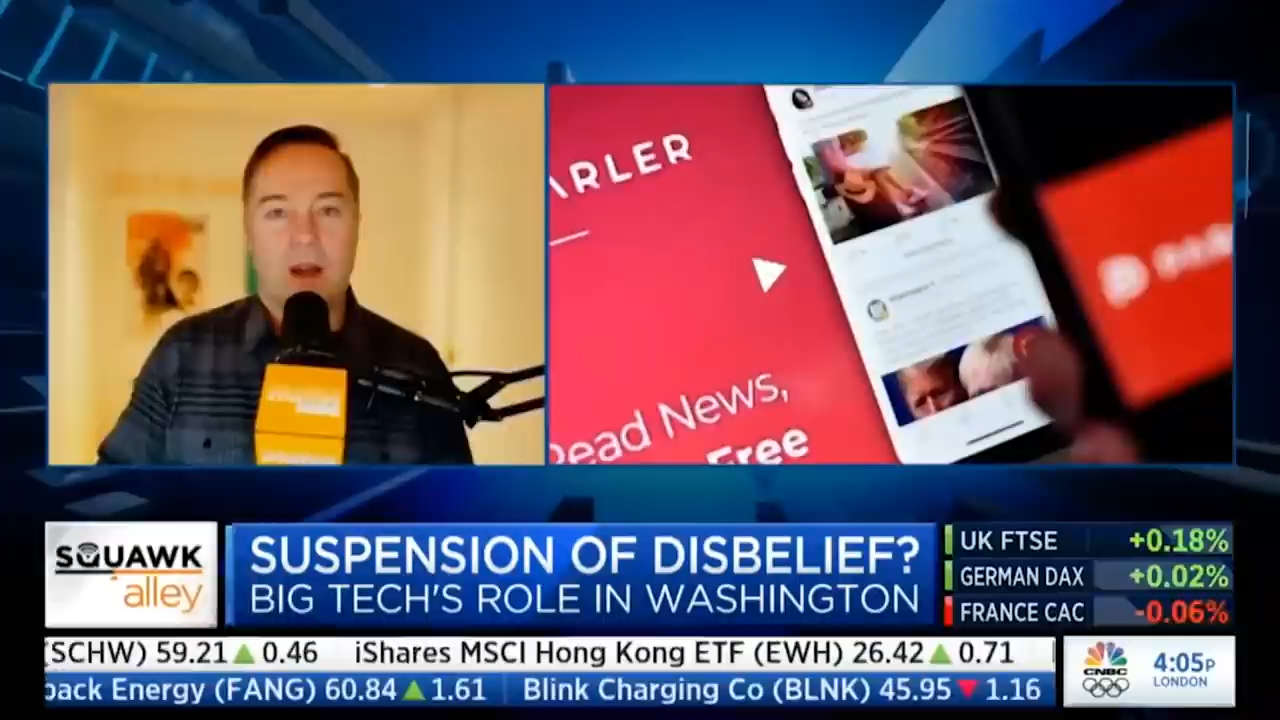 ARLER
Read News,
Free
SQUAWK
alley
SUSPENSION OF DISBELIEF?
BIG TECH'S ROLE IN WASHINGTON
UK FTSE +0.18%
GERMAN DAX +0.02%
FRANCE CAC -0.06%
(SCHW) 59.21 ▲ 0.46 iShares MSCI Hong Kong ETF (EWH) 26.42 ▲ 0.71
back Energy (FANG) 60.84 ▲ 1.61 Blink Charging Co (BLNK) 45.95 ▼ 1.16
CNBC
4:05P
LONDON